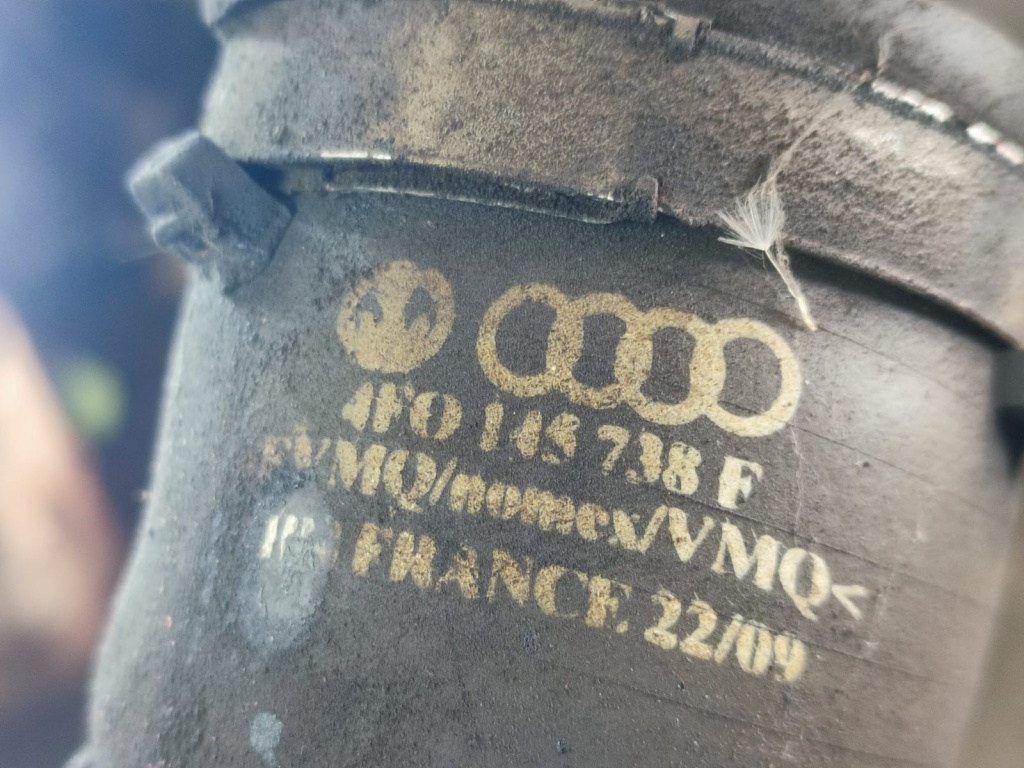 4F0 145 738 F
FVMQ/nomex/VMQ<
FRANCE 22/09